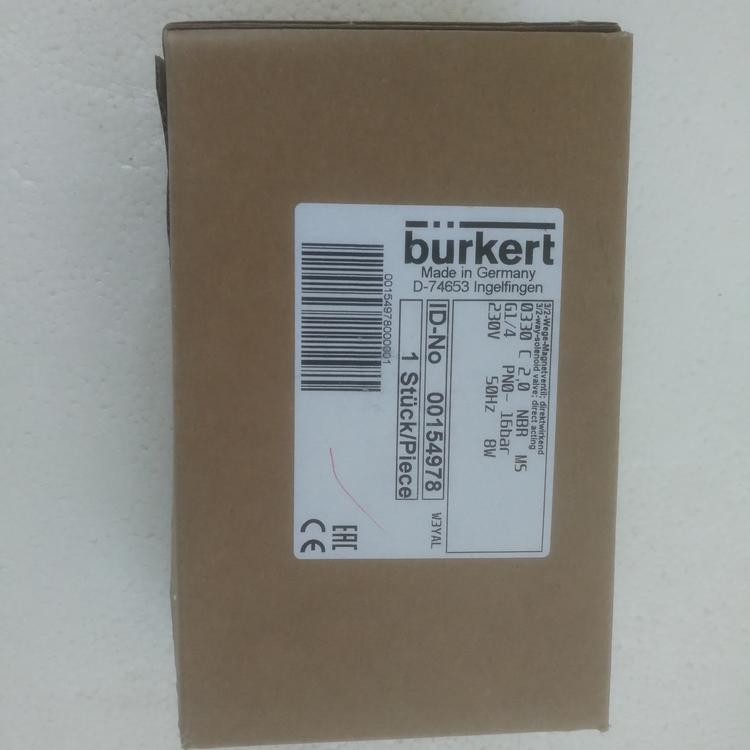 burkert
Made in Germany
D-74653 Ingelfingen
3/2-Wege-Magnetventil; direktwirkend
3/2-way-solenoid valve; direct acting
0330 C 2,0 NBR MS
G1/4 PN0- 16bar
230V 50Hz 8W
W3YAL
ID-No 00154978
1 Stück/Piece
00154978000001
EAC
CE